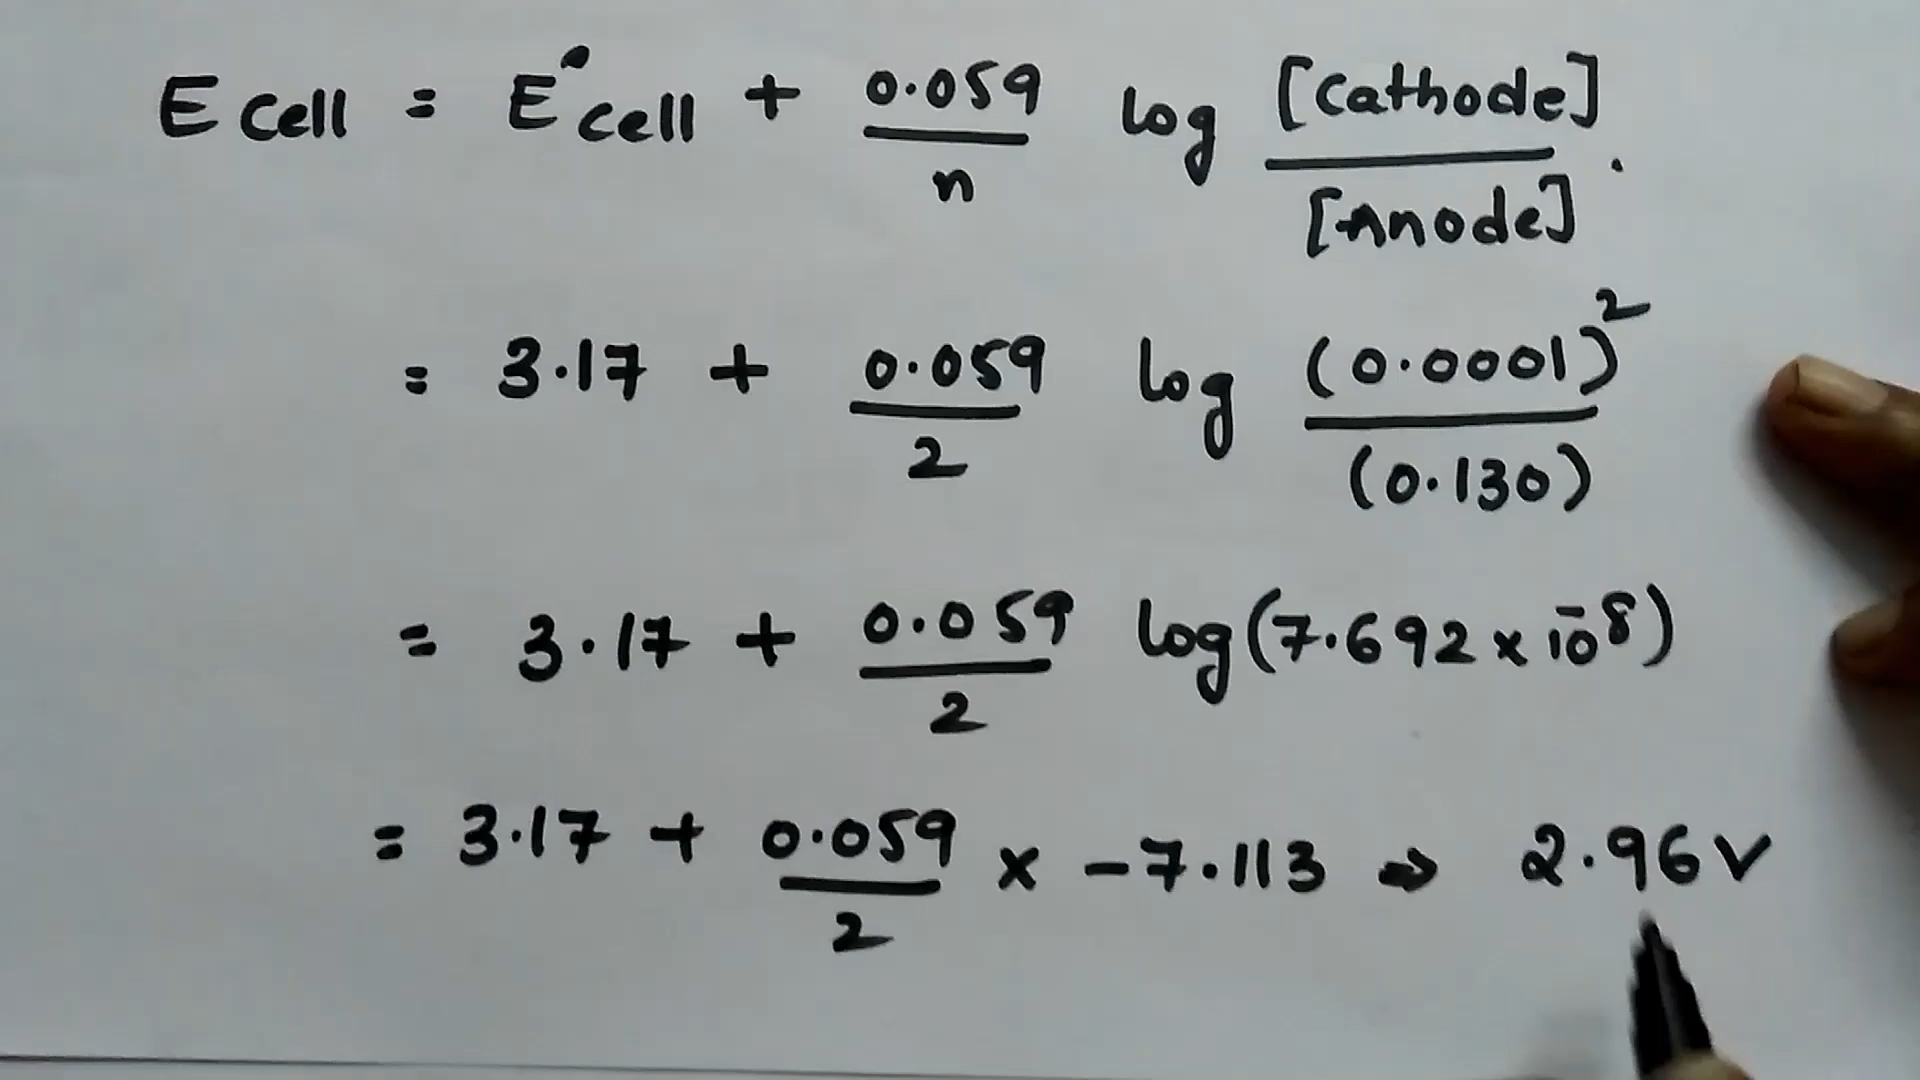 E cell = E°cell + 0.059/n log [Cathode]/[Anode].
= 3.17 + 0.059/2 log (0.0001)²/(0.130)
= 3.17 + 0.059/2 log(7.692 x 10⁻⁸)
= 3.17 + 0.059/2 x -7.113 ⇒ 2.96 V